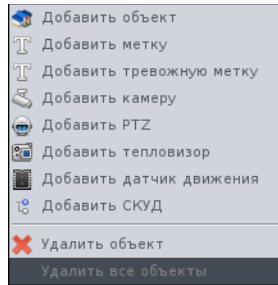 Добавить объект
Добавить метку
Добавить тревожную метку
Добавить камеру
Добавить PTZ
Добавить тепловизор
Добавить датчик движения
Добавить СКУД
Удалить объект
Удалить все объекты